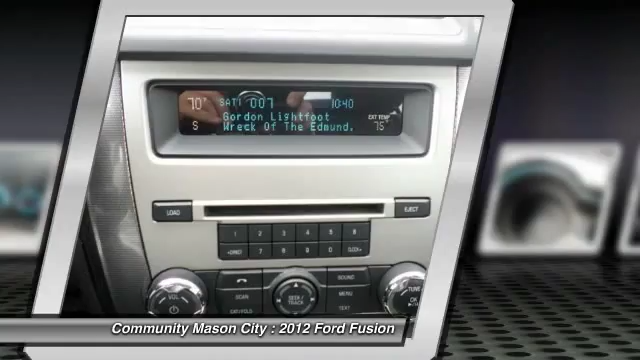 70° SAT1 007 10:40
Gordon Lightfoot
S Wreck Of The Edmund. EXT TEMP 75°
LOAD EJECT
1 2 3 4 5 6
7 8 9 0
VOL SCAN SEEK/TRACK SOUND MENU TEXT TUNE OK
Community Mason City : 2012 Ford Fusion